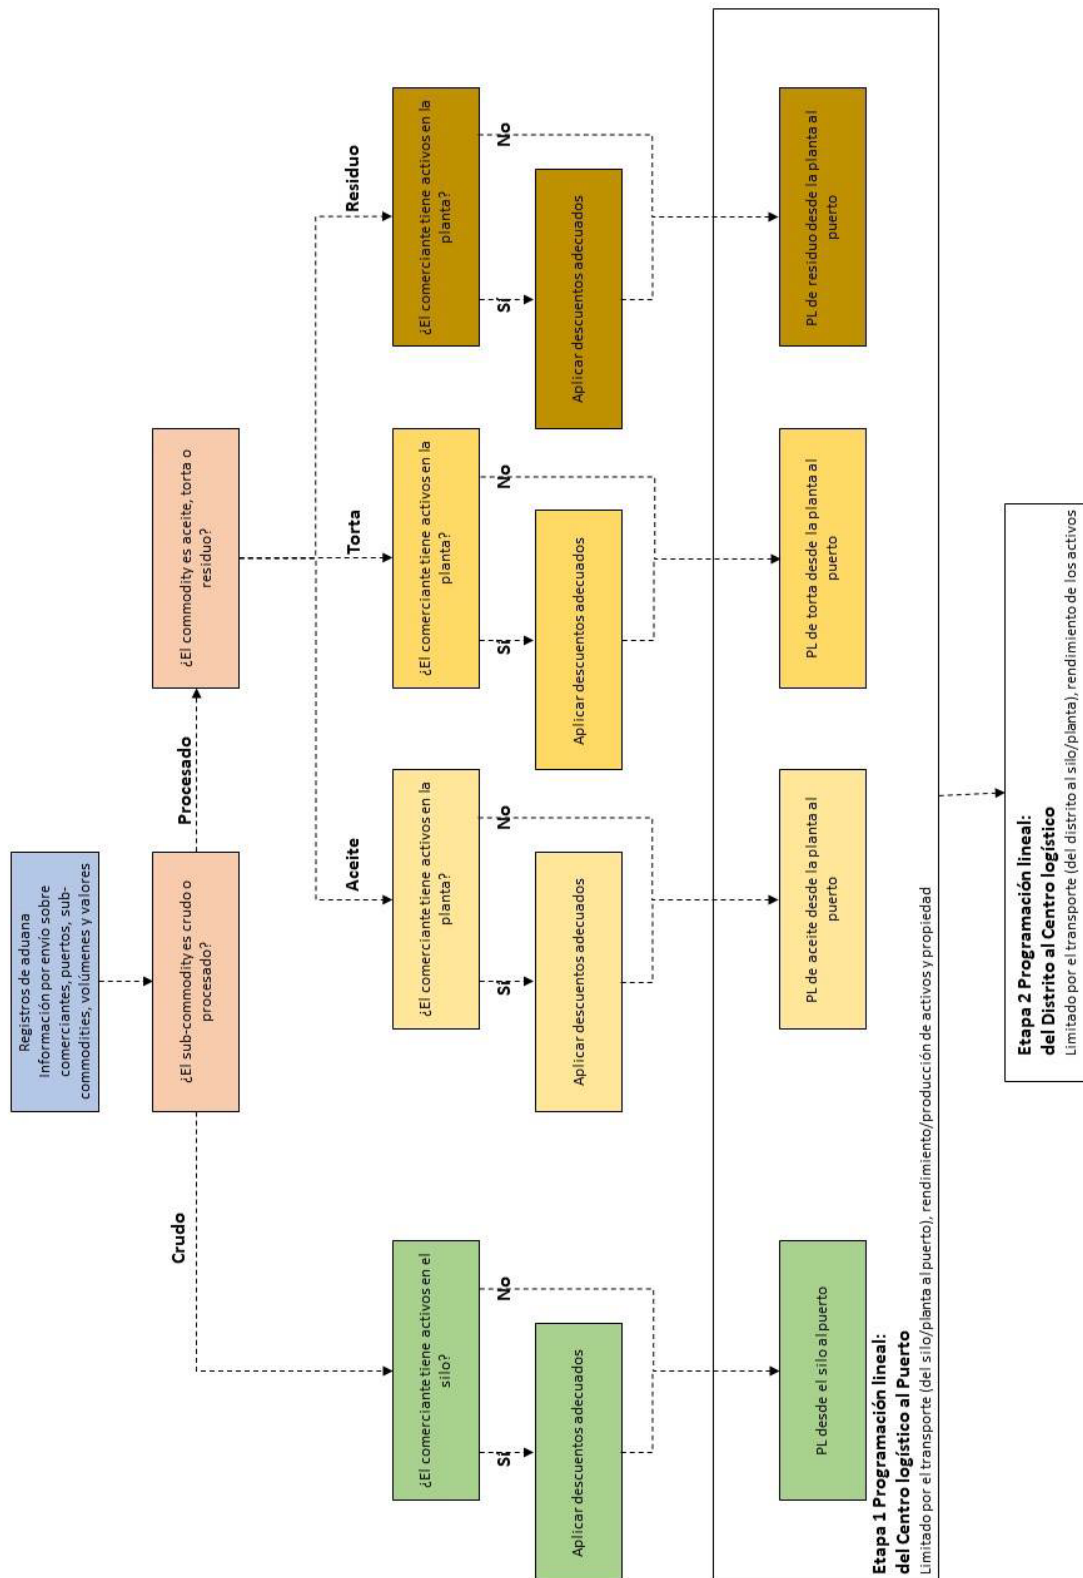 Registros de aduana
Información por envío sobre
comerciantes, puertos, sub-
commodities, volúmenes y valores
¿El sub-commodity es crudo o
procesado?
Procesado
¿El commodity es aceite, torta o
residuo?
Crudo
Aceite
Torta
Residuo
¿El comerciante tiene activos en el
silo?
¿El comerciante tiene activos en la
planta?
¿El comerciante tiene activos en la
planta?
¿El comerciante tiene activos en la
planta?
Sí
No
Sí
No
Sí
No
Sí
No
Aplicar descuentos adecuados
Aplicar descuentos adecuados
Aplicar descuentos adecuados
Aplicar descuentos adecuados
PL desde el silo al puerto
PL de aceite desde la planta al
puerto
PL de torta desde la planta al
puerto
PL de residuo desde la planta al
puerto
Etapa 1 Programación lineal:
del Centro logístico al Puerto
Limitado por el transporte (del silo/planta al puerto), rendimiento/producción de activos y propiedad
Etapa 2 Programación lineal:
del Distrito al Centro logístico
Limitado por el transporte (del distrito al silo/planta), rendimiento de los activos